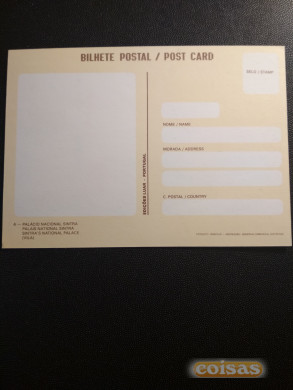 BILHETE POSTAL / POST CARD
SELO / STAMP
NOME / NAME
MORADA / ADDRESS
C. POSTAL / COUNTRY
EDIÇÕES LUSAR - PORTUGAL
PALÁCIO NACIONAL SINTRA
PALAIS NATIONAL SINTRA
SINTRA'S NATIONAL PALACE
coisas